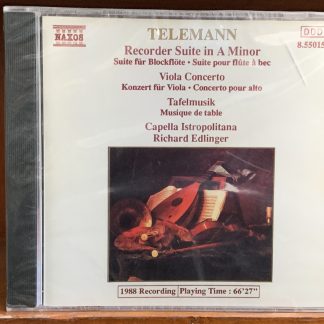 NAXOS
TELEMANN
DDD
8.55015
Recorder Suite in A Minor
Suite für Blockflöte • Suite pour flûte à bec
Viola Concerto
Konzert für Viola • Concerto pour alto
Tafelmusik
Musique de table
Capella Istropolitana
Richard Edlinger
1988 Recording
Playing Time : 66'27"